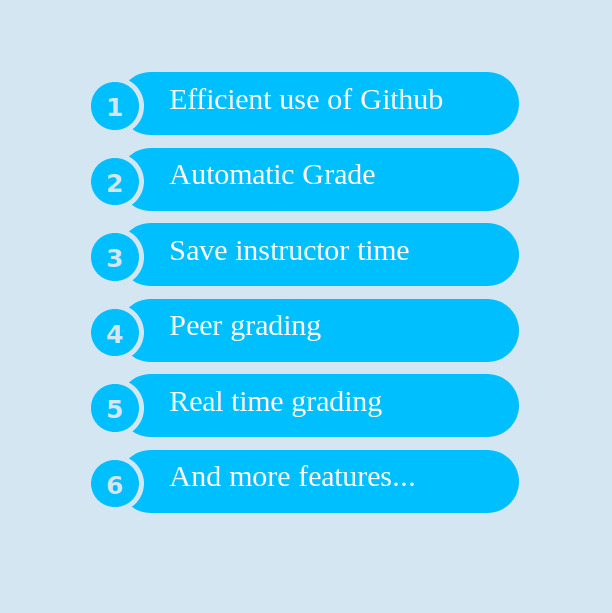 1 Efficient use of Github
2 Automatic Grade
3 Save instructor time
4 Peer grading
5 Real time grading
6 And more features...